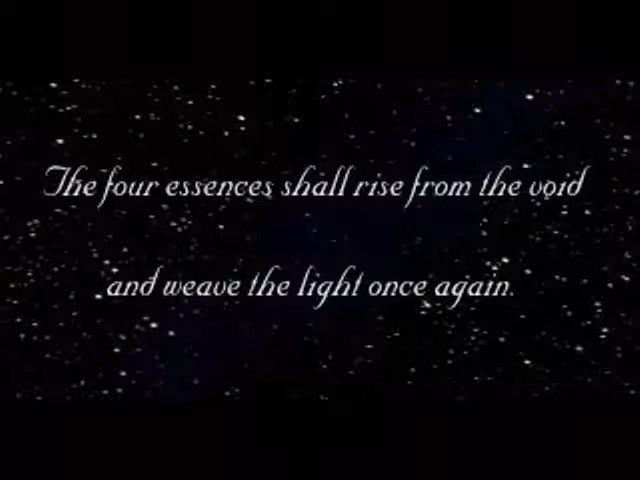 The four essences shall rise from the void
and weave the light once again.